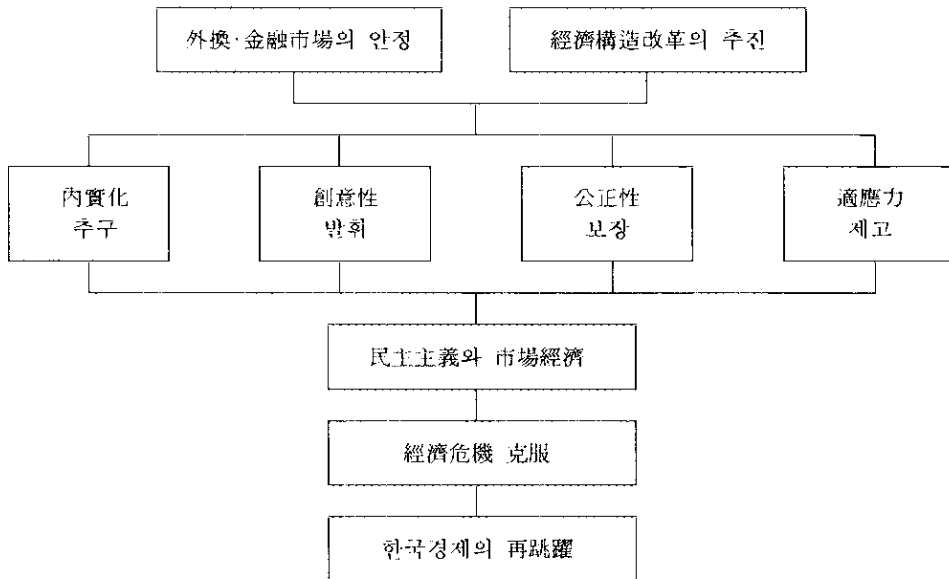 外換·金融市場의 안정
經濟構造改革의 추진
內實化
추구
創意性
발휘
公正性
보장
適應力
제고
民主主義와 市場經濟
經濟危機 克服
한국경제의 再跳躍